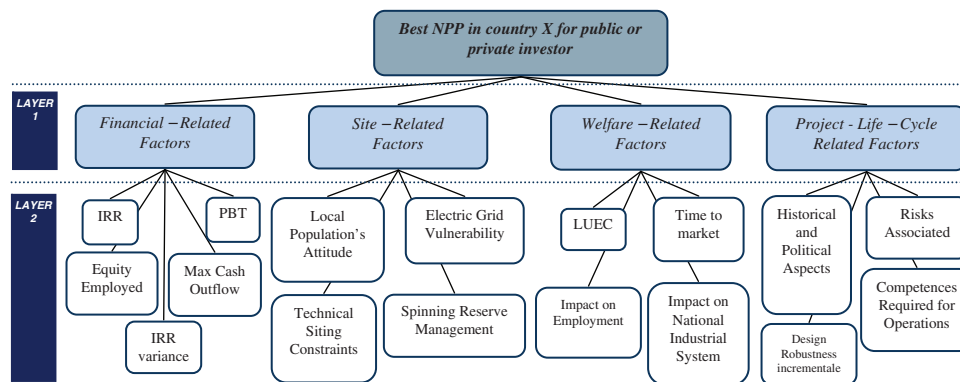 Best NPP in country X for public or
private investor
LAYER
1
Financial –Related
Factors
Site –Related
Factors
Welfare –Related
Factors
Project - Life – Cycle
Related Factors
LAYER
2
IRR
PBT
Equity
Employed
Max Cash
Outflow
IRR
variance
Local
Population's
Attitude
Electric Grid
Vulnerability
Technical
Siting
Constraints
Spinning Reserve
Management
LUEC
Time to
market
Impact on
Employment
Impact on
National
Industrial
System
Historical
and
Political
Aspects
Risks
Associated
Design
Robustness
incrementale
Competences
Required for
Operations